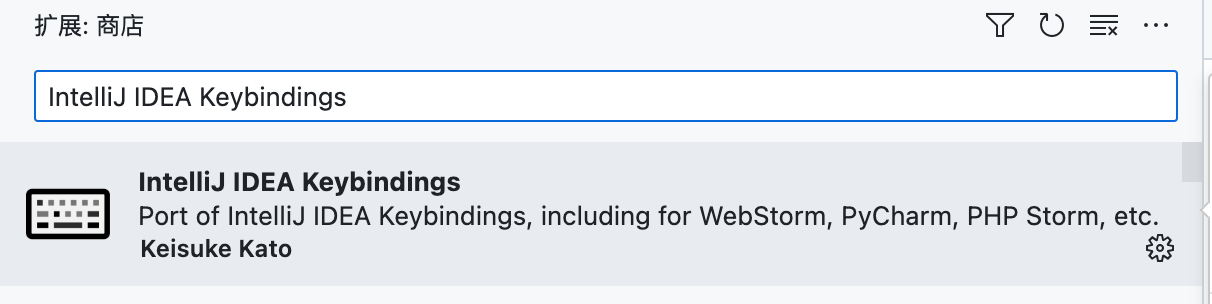 扩展: 商店
IntelliJ IDEA Keybindings
IntelliJ IDEA Keybindings
Port of IntelliJ IDEA Keybindings, including for WebStorm, PyCharm, PHP Storm, etc.
Keisuke Kato